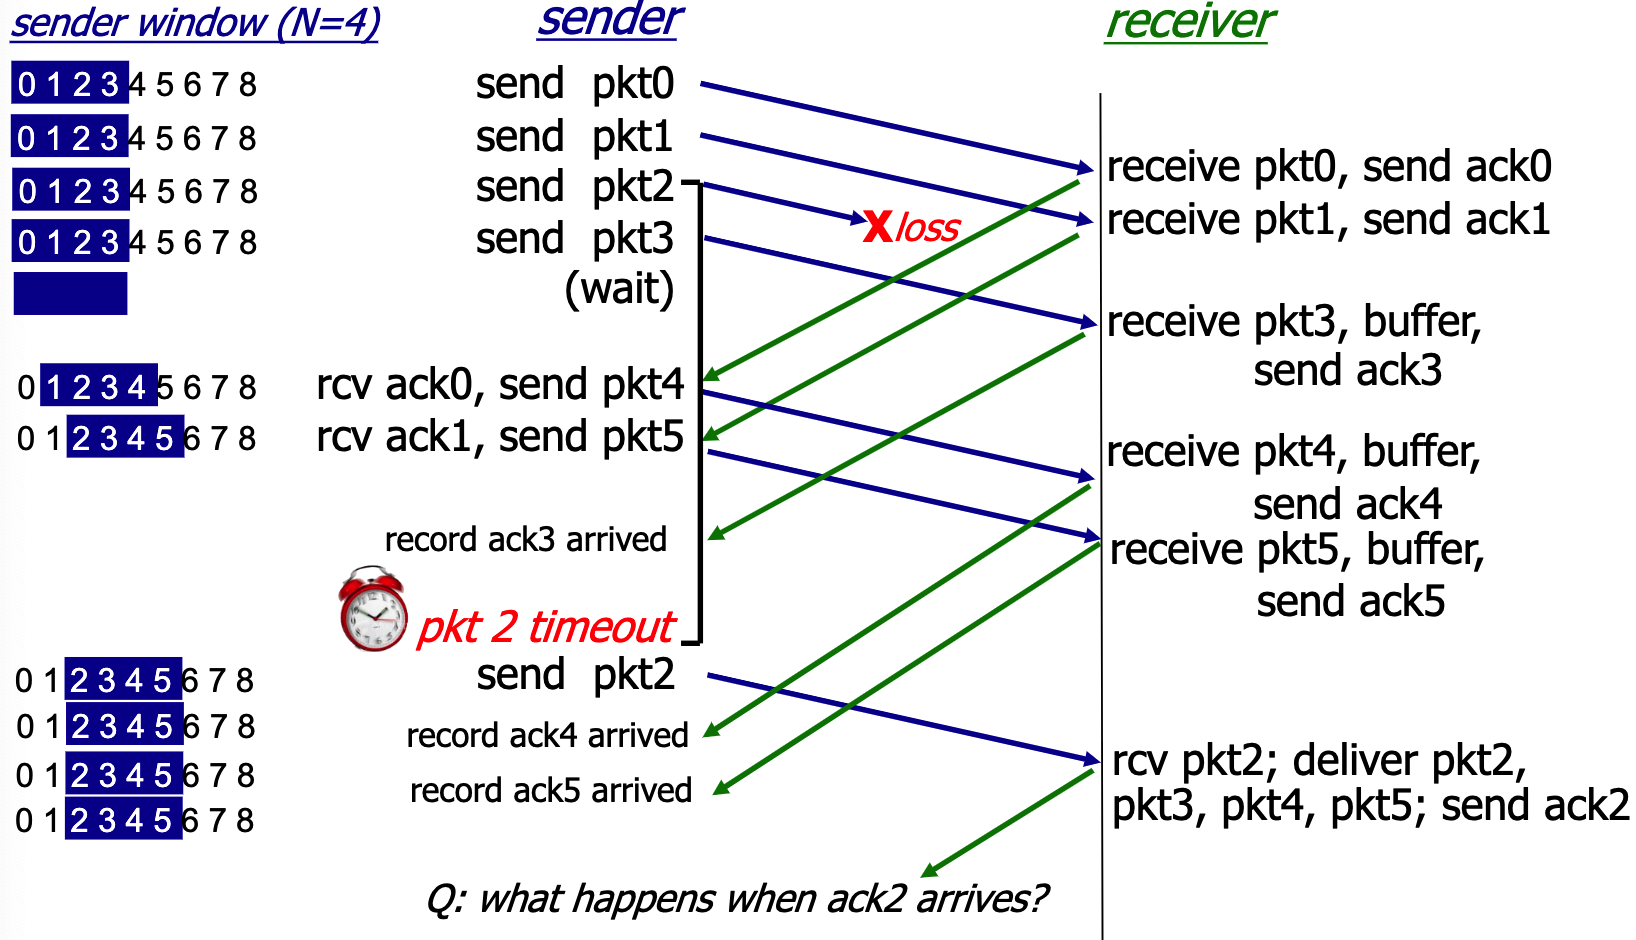 sender window (N=4) sender receiver
0 1 2 3 4 5 6 7 8 send pkt0
0 1 2 3 4 5 6 7 8 send pkt1
receive pkt0, send ack0
0 1 2 3 4 5 6 7 8 send pkt2
receive pkt1, send ack1
X loss
0 1 2 3 4 5 6 7 8 send pkt3
(wait)
receive pkt3, buffer,
send ack3
0 1 2 3 4 5 6 7 8 rcv ack0, send pkt4
0 1 2 3 4 5 6 7 8 rcv ack1, send pkt5
receive pkt4, buffer,
send ack4
record ack3 arrived
receive pkt5, buffer,
send ack5
pkt 2 timeout
0 1 2 3 4 5 6 7 8 send pkt2
0 1 2 3 4 5 6 7 8 record ack4 arrived
rcv pkt2; deliver pkt2,
0 1 2 3 4 5 6 7 8 record ack5 arrived
pkt3, pkt4, pkt5; send ack2
0 1 2 3 4 5 6 7 8
Q: what happens when ack2 arrives?